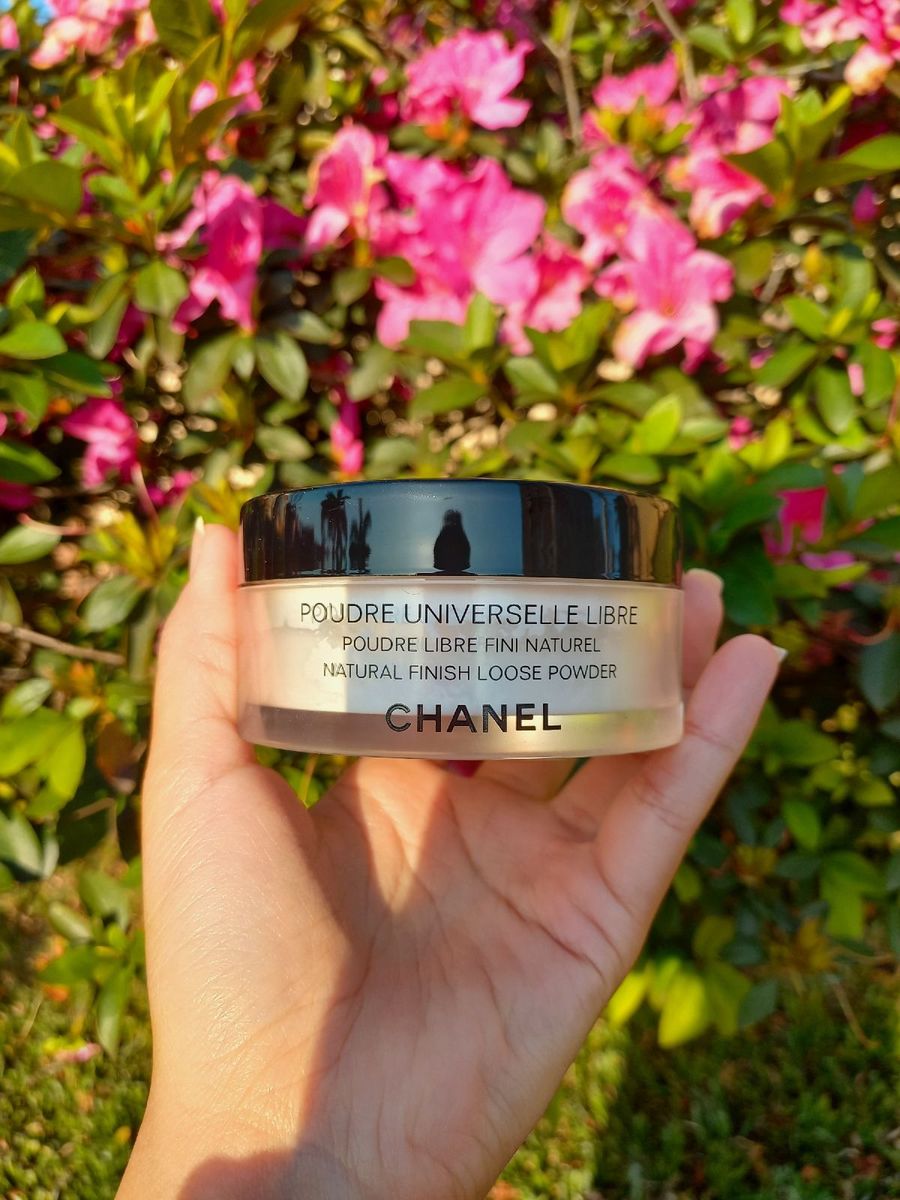 POUDRE UNIVERSELLE LIBRE
POUDRE LIBRE FINI NATUREL
NATURAL FINISH LOOSE POWDER
CHANEL